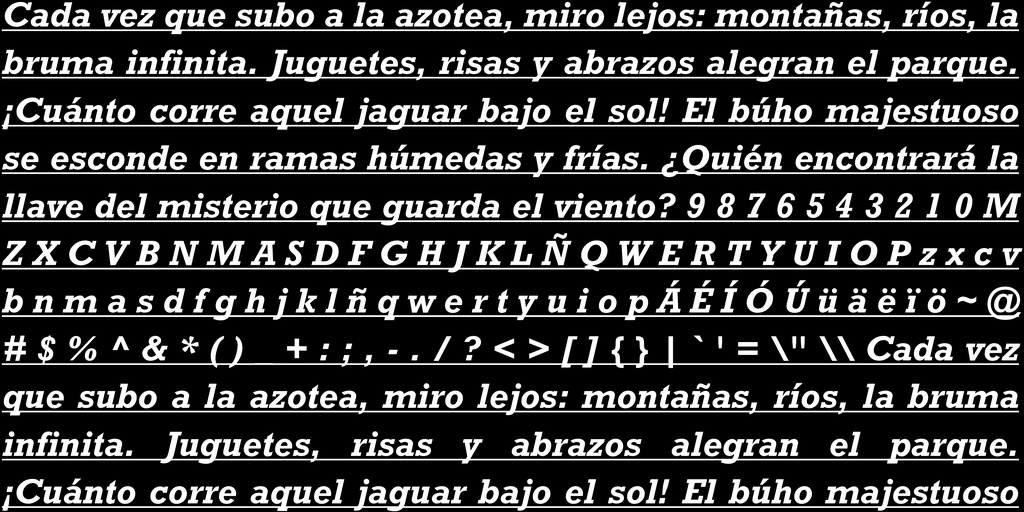 Cada vez que subo a la azotea, miro lejos: montañas, ríos, la
bruma infinita. Juguetes, risas y abrazos alegran el parque.
¡Cuánto corre aquel jaguar bajo el sol! El búho majestuoso
se esconde en ramas húmedas y frías. ¿Quién encontrará la
llave del misterio que guarda el viento? 9 8 7 6 5 4 3 2 1 0 M
Z X C V B N M A S D F G H J K L Ñ Q W E R T Y U I O P z x c v
b n m a s d f g h j k l ñ q w e r t y u i o p Á É Í Ó Ú ü ä ë ï ö ~ @
# $ % ^ & * ( ) _ + : ; , - . / ? < > [ ] { } | ` ' = \" \\ Cada vez
que subo a la azotea, miro lejos: montañas, ríos, la bruma
infinita. Juguetes, risas y abrazos alegran el parque.
¡Cuánto corre aquel jaguar bajo el sol! El búho majestuoso